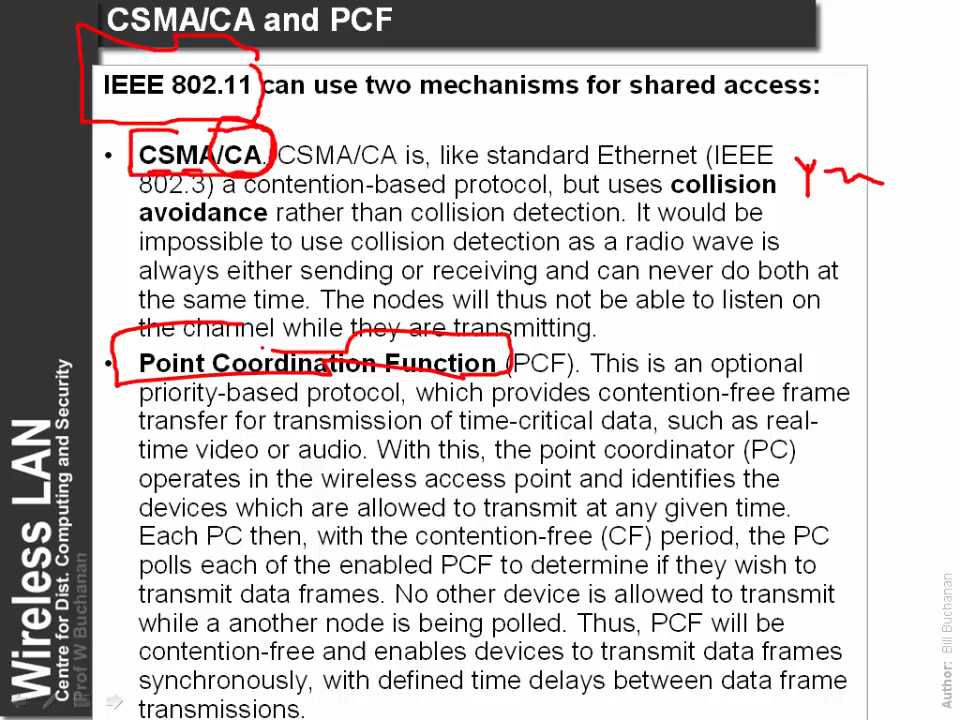 CSMA/CA and PCF
IEEE 802.11 can use two mechanisms for shared access:
• CSMA/CA. CSMA/CA is, like standard Ethernet (IEEE
802.3) a contention-based protocol, but uses collision
avoidance rather than collision detection. It would be
impossible to use collision detection as a radio wave is
always either sending or receiving and can never do both at
the same time. The nodes will thus not be able to listen on
the channel while they are transmitting.
• Point Coordination Function (PCF). This is an optional
priority-based protocol, which provides contention-free frame
transfer for transmission of time-critical data, such as real-
time video or audio. With this, the point coordinator (PC)
operates in the wireless access point and identifies the
devices which are allowed to transmit at any given time.
Each PC then, with the contention-free (CF) period, the PC
polls each of the enabled PCF to determine if they wish to
transmit data frames. No other device is allowed to transmit
while a another node is being polled. Thus, PCF will be
contention-free and enables devices to transmit data frames
synchronously, with defined time delays between data frame
transmissions.
Wireless LAN
Centre for Dist. Computing and Security
Prof W Buchanan
Author: Bill Buchanan